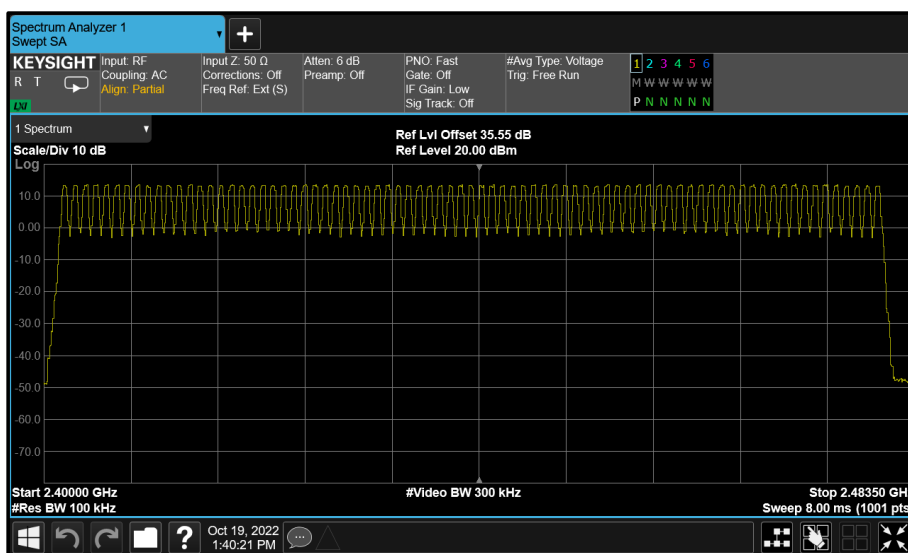 Spectrum Analyzer 1
Swept SA
KEYSIGHT
R T
LXI
Input: RF
Coupling: AC
Align: Partial
Input Z: 50 Ω
Corrections: Off
Freq Ref: Ext (S)
Atten: 6 dB
Preamp: Off
PNO: Fast
Gate: Off
IF Gain: Low
Sig Track: Off
#Avg Type: Voltage
Trig: Free Run
1 2 3 4 5 6
M W W W W W
P N N N N N
1 Spectrum
Scale/Div 10 dB
Ref Lvl Offset 35.55 dB
Ref Level 20.00 dBm
Log
10.0
0.00
-10.0
-20.0
-30.0
-40.0
-50.0
-60.0
-70.0
Start 2.40000 GHz
#Video BW 300 kHz
Stop 2.48350 GH
#Res BW 100 kHz
Sweep 8.00 ms (1001 pts
?
Oct 19, 2022
1:40:21 PM